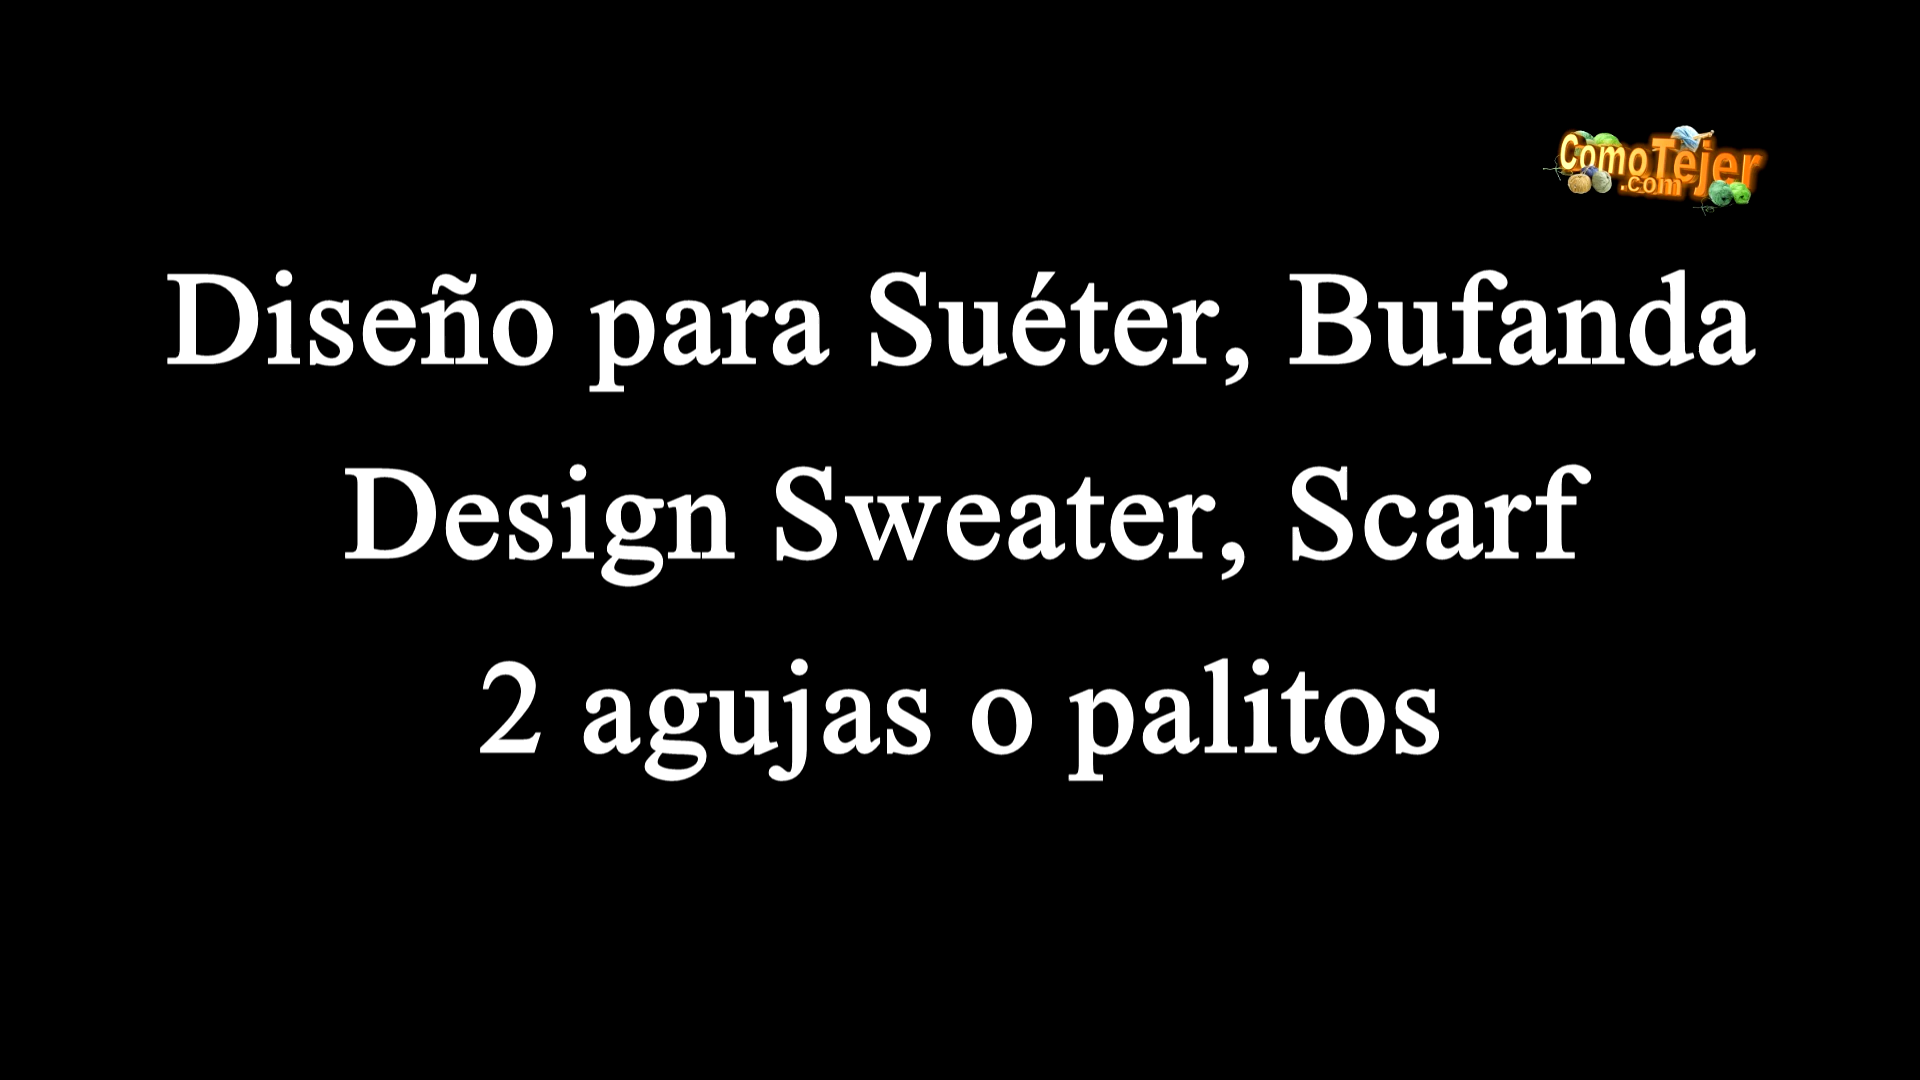 ComoTejer
.com
Diseño para Suéter, Bufanda
Design Sweater, Scarf
2 agujas o palitos